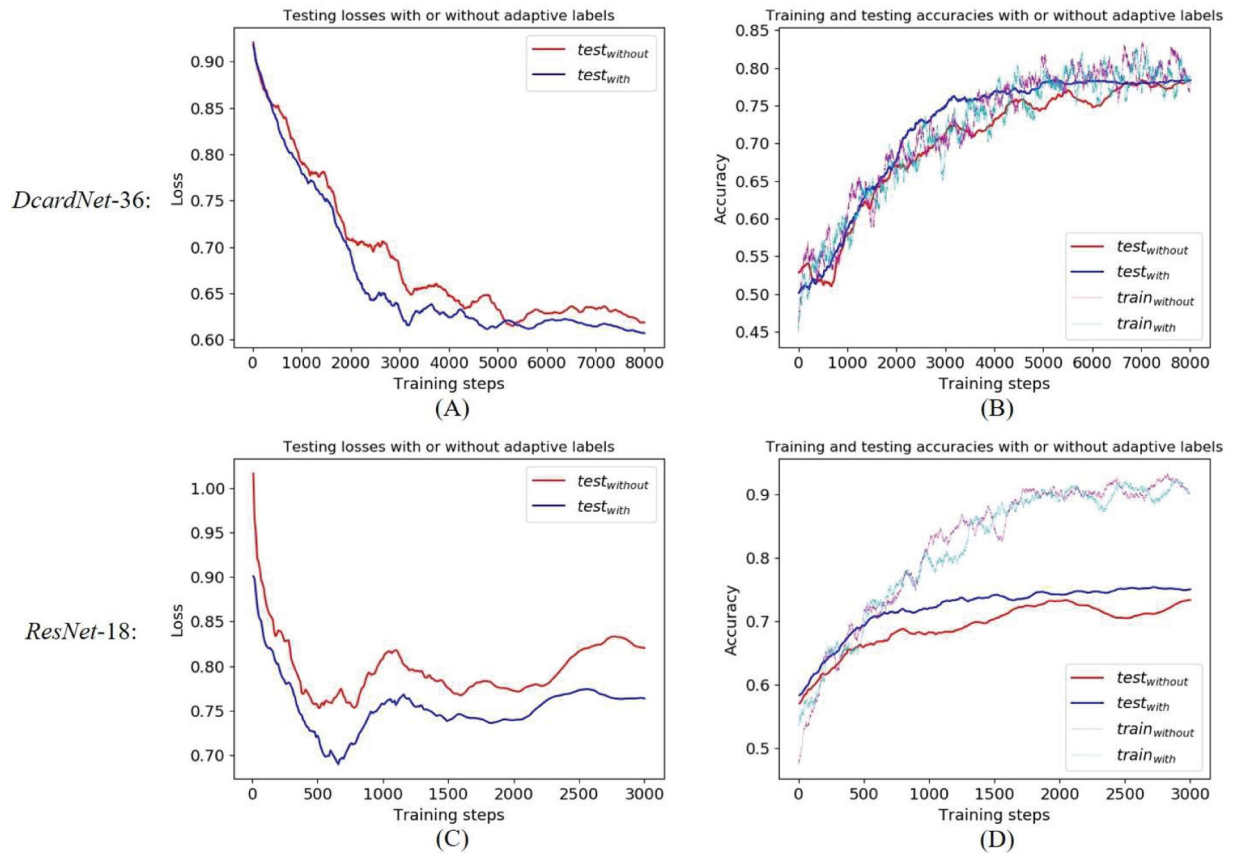 Testing losses with or without adaptive labels
Training and testing accuracies with or without adaptive labels
DcardNet-36:
Loss
0.90
0.85
0.80
0.75
0.70
0.65
0.60
test_without
test_with
0 1000 2000 3000 4000 5000 6000 7000 8000
Training steps
(A)
Accuracy
0.80
0.75
0.70
0.65
0.60
0.55
0.50
0.45
test_without
test_with
train_without
train_with
0 1000 2000 3000 4000 5000 6000 7000 8000
Training steps
(B)
Testing losses with or without adaptive labels
Training and testing accuracies with or without adaptive labels
ResNet-18:
Loss
1.00
0.95
0.90
0.85
0.80
0.75
0.70
test_without
test_with
0 500 1000 1500 2000 2500 3000
Training steps
(C)
Accuracy
0.9
0.8
0.7
0.6
0.5
test_without
test_with
train_without
train_with
0 500 1000 1500 2000 2500 3000
Training steps
(D)